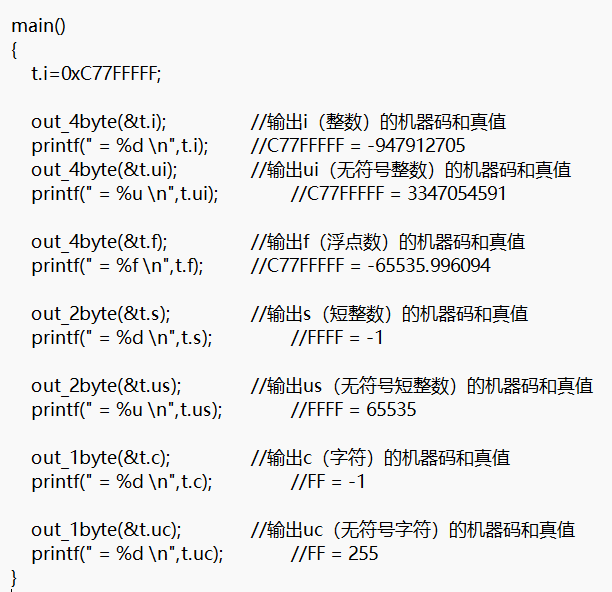 main()
{
t.i=0xC77FFFFF;
out_4byte(&t.i); //输出i（整数）的机器码和真值
printf(" = %d \n",t.i); //C77FFFFF = -947912705
out_4byte(&t.ui); //输出ui（无符号整数）的机器码和真值
printf(" = %u \n",t.ui); //C77FFFFF = 3347054591
out_4byte(&t.f); //输出f（浮点数）的机器码和真值
printf(" = %f \n",t.f); //C77FFFFF = -65535.996094
out_2byte(&t.s); //输出s（短整数）的机器码和真值
printf(" = %d \n",t.s); //FFFF = -1
out_2byte(&t.us); //输出us（无符号短整数）的机器码和真值
printf(" = %u \n",t.us); //FFFF = 65535
out_1byte(&t.c); //输出c（字符）的机器码和真值
printf(" = %d \n",t.c); //FF = -1
out_1byte(&t.uc); //输出uc（无符号字符）的机器码和真值
printf(" = %d \n",t.uc); //FF = 255
}